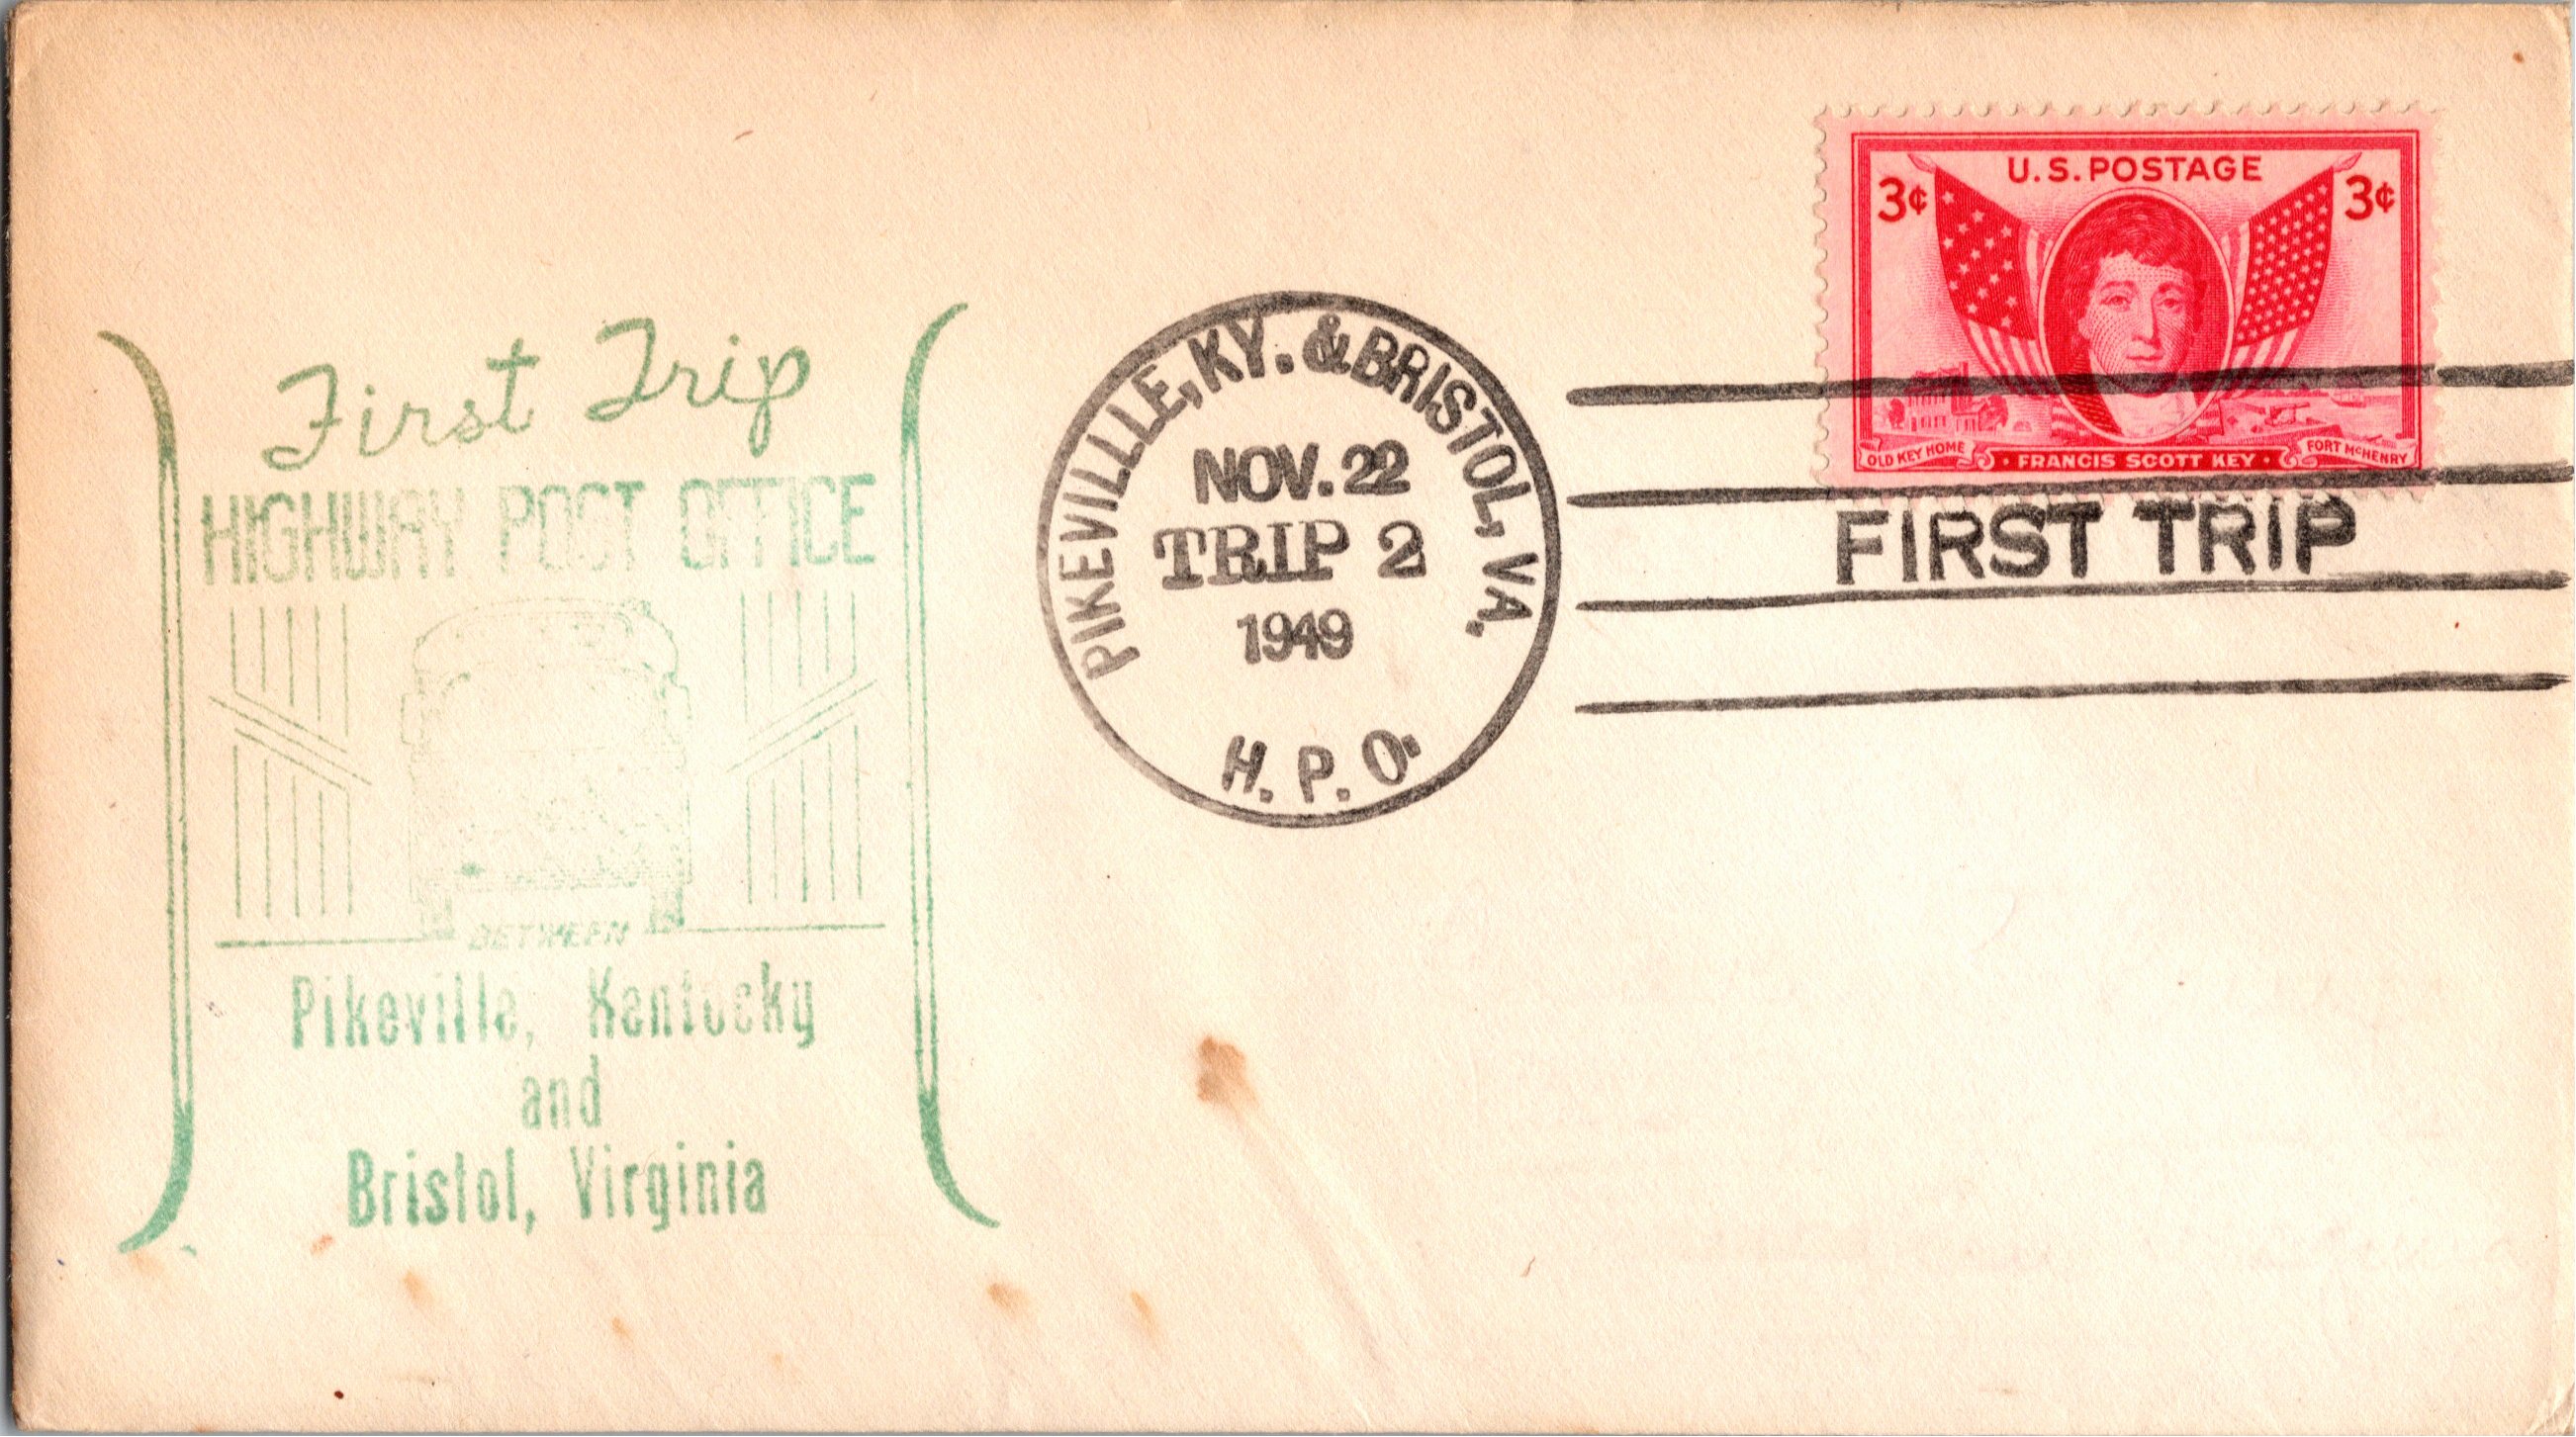 First Trip
HIGHWAY POST OFFICE
BETWEEN
Pikeville, Kentucky
and
Bristol, Virginia
PIKEVILLLE, KY. & BRISTOL, VA.
NOV. 22
TRIP 2
1949
H. P. O.
U.S. POSTAGE
3¢ 3¢
OLD KEY HOME
• FRANCIS SCOTT KEY •
FORT McHENRY
FIRST TRIP